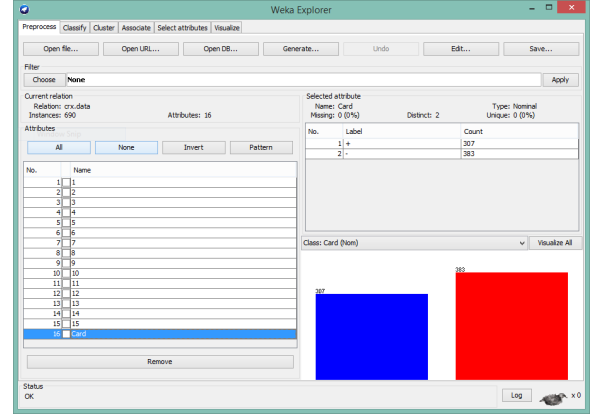 Weka Explorer
Preprocess Classify Cluster Associate Select attributes Visualize
Open file... Open URL... Open DB... Generate... Undo Edit... Save...
Filter
Choose None Apply
Current relation
Relation: crx.data
Instances: 690 Attributes: 16
Attributes
All None Invert Pattern
No. Name
1 1
2 2
3 3
4 4
5 5
6 6
7 7
8 8
9 9
10 10
11 11
12 12
13 13
14 14
15 15
16 Card
Remove
Selected attribute
Name: Card Type: Nominal
Missing: 0 (0%) Distinct: 2 Unique: 0 (0%)
No. Label Count
1 + 307
2 - 383
Class: Card (Nom) Visualize All
307
383
Status
OK
Log x 0